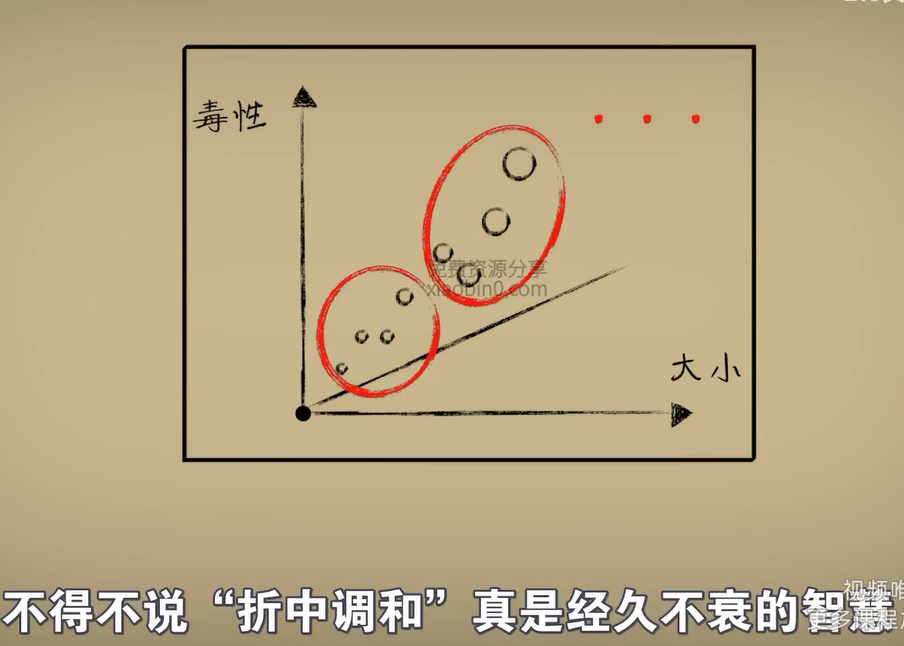 毒性
免费资源分享
xiaobin0.com
大小
不得不说“折中调和”真是经久不衰的智慧
视频唯
更多课程